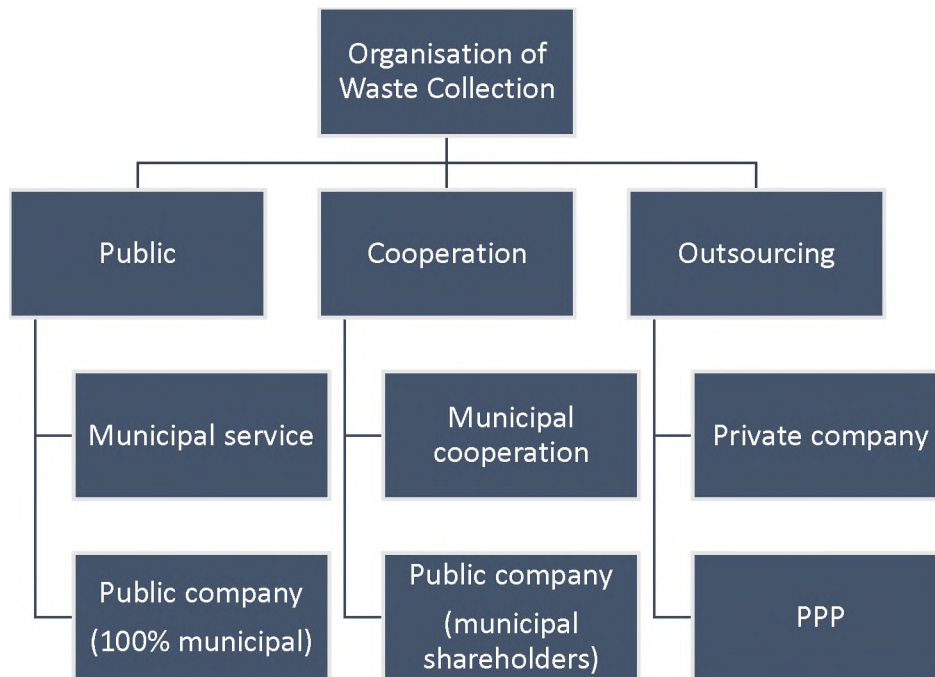 Organisation of
Waste Collection
Public
Cooperation
Outsourcing
Municipal service
Municipal
cooperation
Private company
Public company
(100% municipal)
Public company
(municipal
shareholders)
PPP